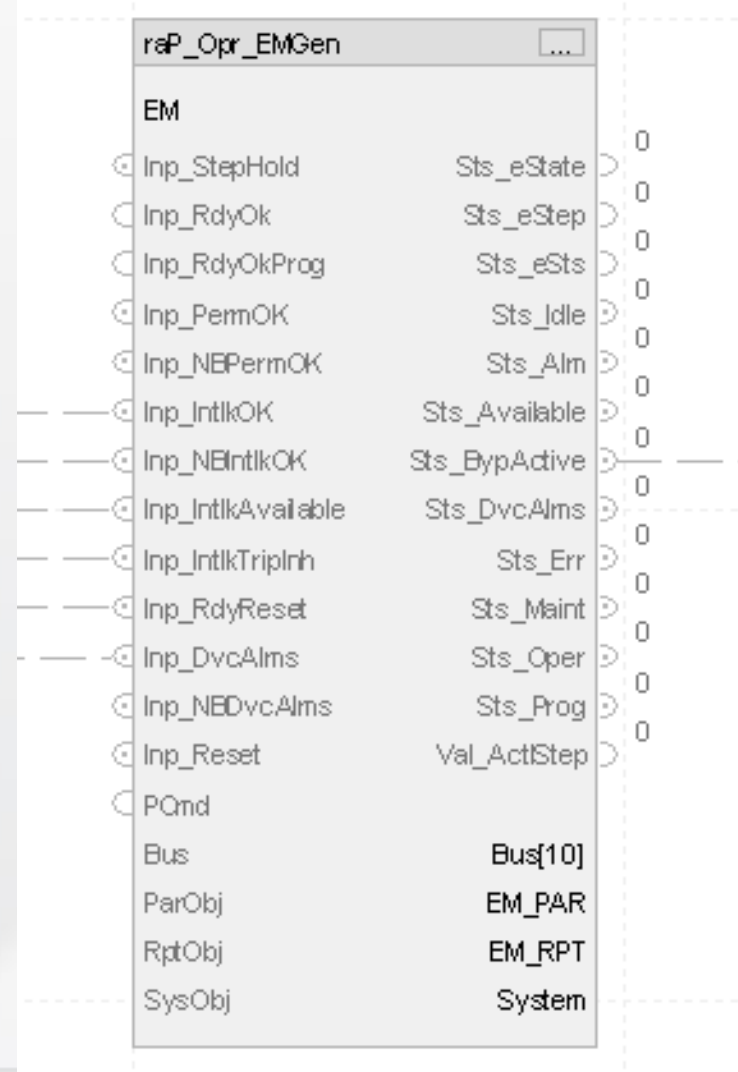 raP_Opr_EMGen ...
EM
0
Inp_StepHold Sts_eState
0
Inp_RdyOk Sts_eStep
0
Inp_RdyOkProg Sts_eSts
0
Inp_PermOK Sts_Idle
0
Inp_NBPermOK Sts_Alm
0
Inp_IntlkOK Sts_Available
0
Inp_NBIntlkOK Sts_BypActive
0
Inp_IntlkAvailable Sts_DvcAlms
0
Inp_IntlkTripInh Sts_Err
0
Inp_RdyReset Sts_Maint
0
Inp_DvcAlms Sts_Oper
0
Inp_NBDvcAlms Sts_Prog
0
Inp_Reset Val_ActlStep
PCmd
Bus Bus[10]
ParObj EM_PAR
RptObj EM_RPT
SysObj System